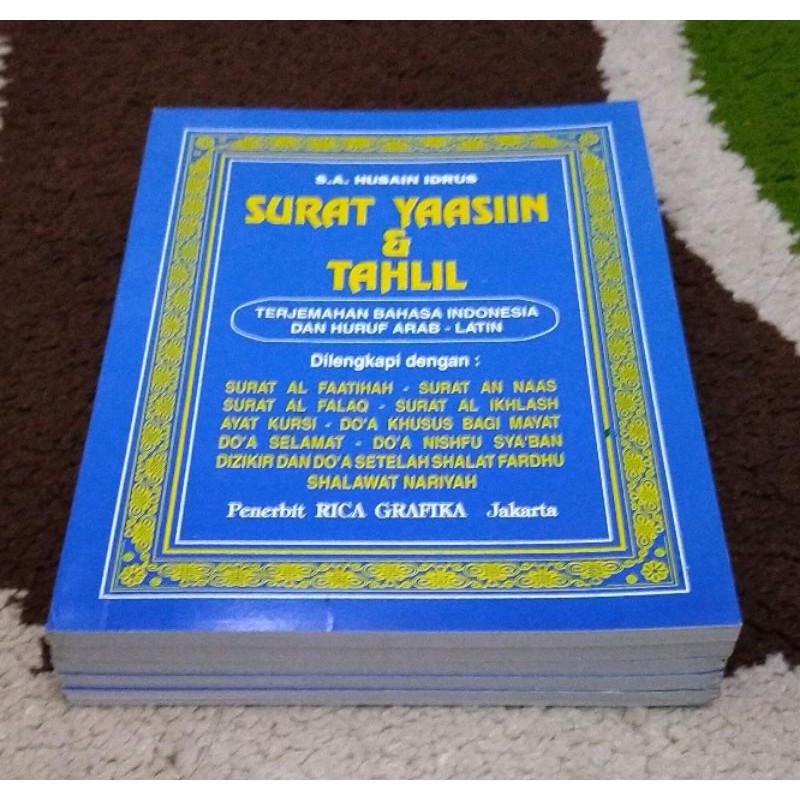 S.A. HUSAIN IDRUS
SURAT YAASIIN
&
TAHLIL
TERJEMAHAN BAHASA INDONESIA
DAN HURUF ARAB - LATIN
Dilengkapi dengan :
SURAT AL FAATIHAH - SURAT AN NAAS
SURAT AL FALAQ - SURAT AL IKHLASH
AYAT KURSI - DO'A KHUSUS BAGI MAYAT
DO'A SELAMAT - DO'A NISHFU SYA'BAN
DIZIKIR DAN DO'A SETELAH SHALAT FARDHU
SHALAWAT NARIYAH
Penerbit RICA GRAFIKA Jakarta